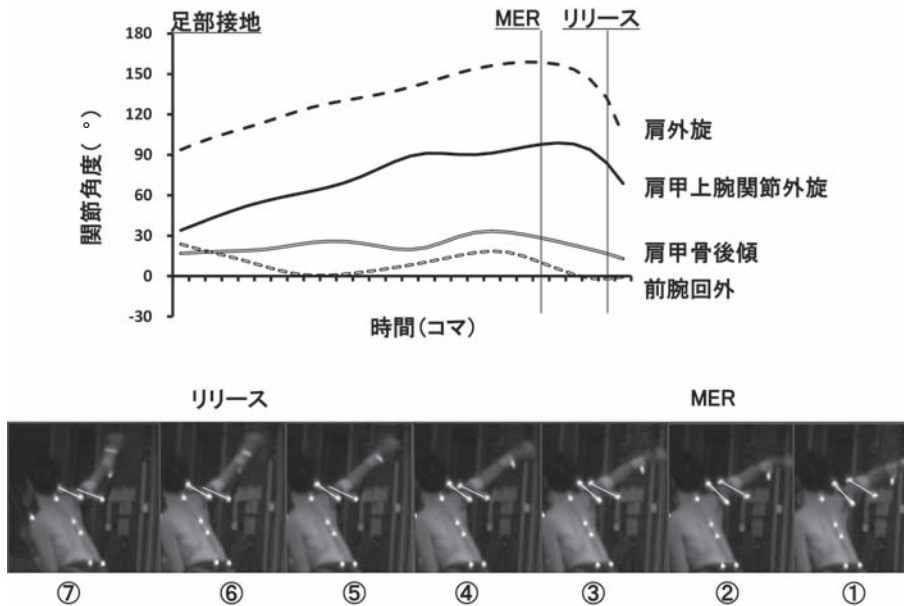 足部接地
MER
リリース
180
150
120
90
60
30
0
-30
関節角度(°)
肩外旋
肩甲上腕関節外旋
肩甲骨後傾
前腕回外
時間(コマ)
リリース
MER
⑦ ⑥ ⑤ ④ ③ ② ①